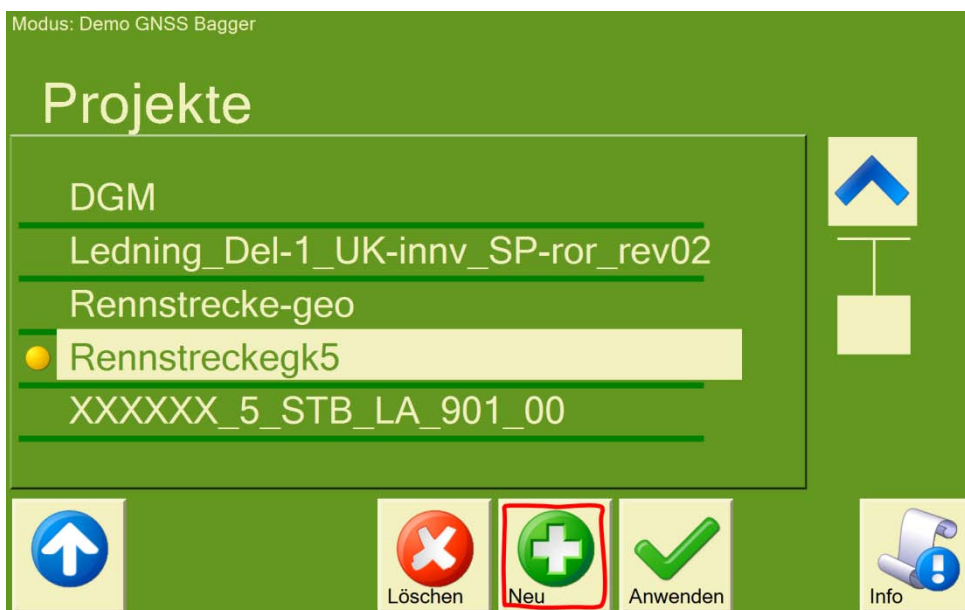 Modus: Demo GNSS Bagger
Projekte
DGM
Ledning_Del-1_UK-innv_SP-ror_rev02
Rennstrecke-geo
Rennstreckegk5
XXXXXX_5_STB_LA_901_00
Löschen
Neu
Anwenden
Info